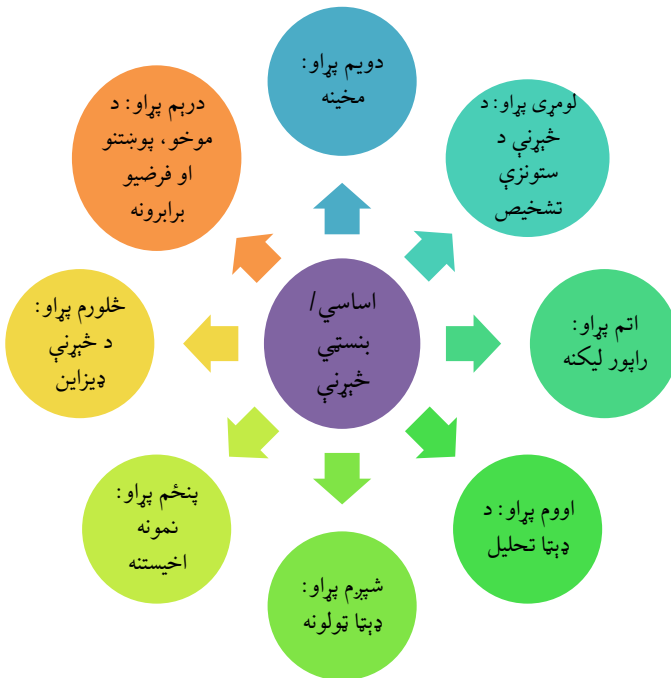 دویم پړاو:
مخینه
لومړی پړاو: د
څېړنې د
ستونزې
تشخیص
درېم پړاو: د
موخو، پوښتنو
او فرضیو
برابرونه
اساسي/
بنسټي
څېړنې
اتم پړاو:
راپور لیکنه
څلورم پړاو:
د څېړنې
ډیزاین
اووم پړاو: د
ډېټا تحلیل
پنځم پړاو:
نمونه
اخیستنه
شپږم پړاو:
ډېټا ټولونه